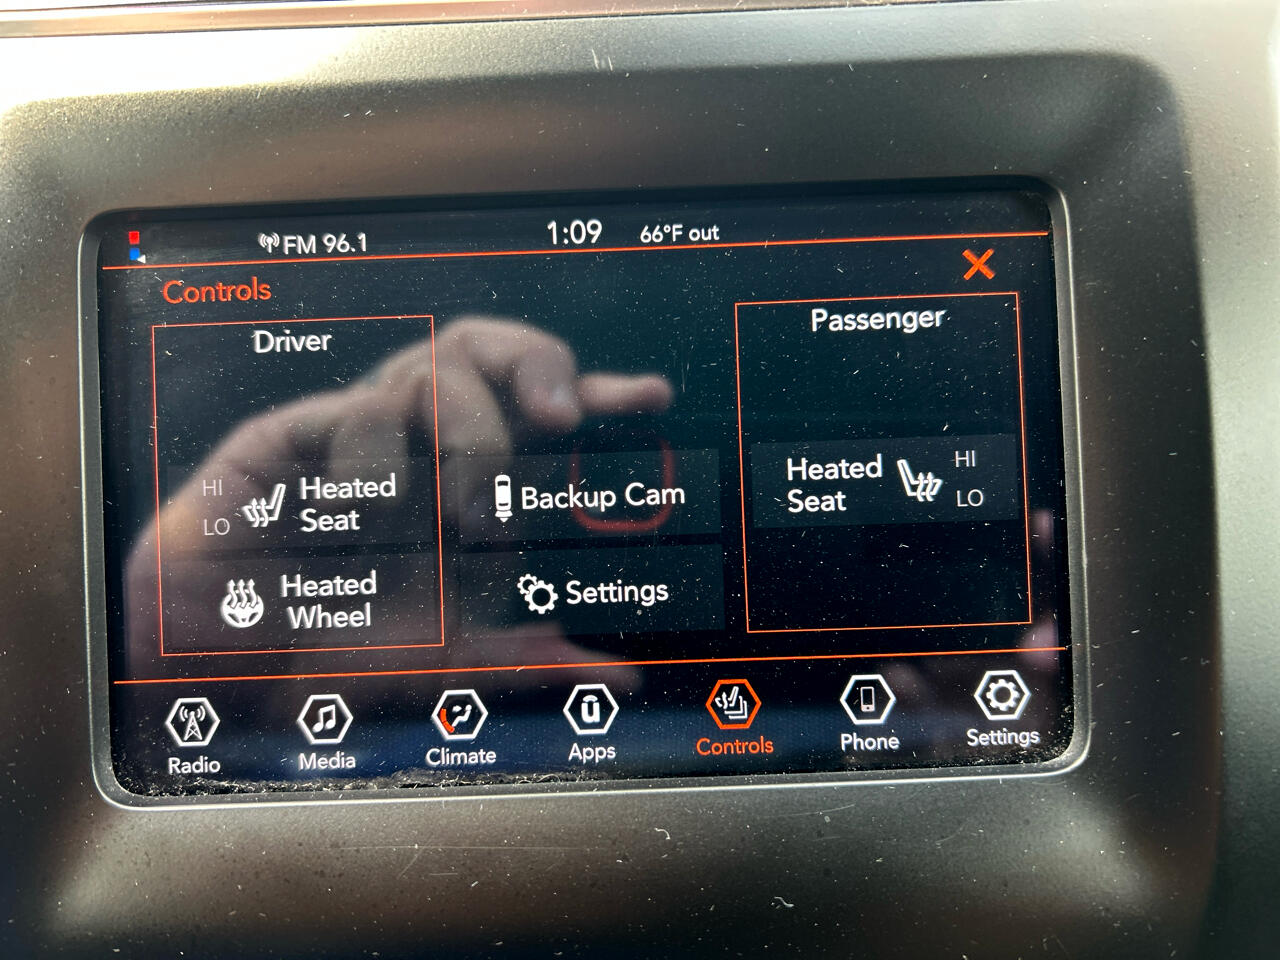 FM 96.1
1:09
66°F out
Controls
Driver
HI
LO
Heated
Seat
Heated
Wheel
Backup Cam
Settings
Passenger
Heated
Seat
HI
LO
Radio
Media
Climate
Apps
Controls
Phone
Settings